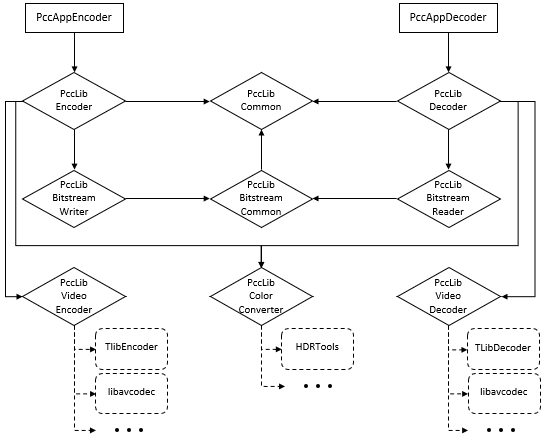 PccAppEncoder
PccAppDecoder
PccLib
Encoder
PccLib
Common
PccLib
Decoder
PccLib
Bitstream
Writer
PccLib
Bitstream
Common
PccLib
Bitstream
Reader
PccLib
Video
Encoder
PccLib
Color
Converter
PccLib
Video
Decoder
TlibEncoder
HDRTools
TLibDecoder
libavcodec
libavcodec
• • •
• • •
• • •